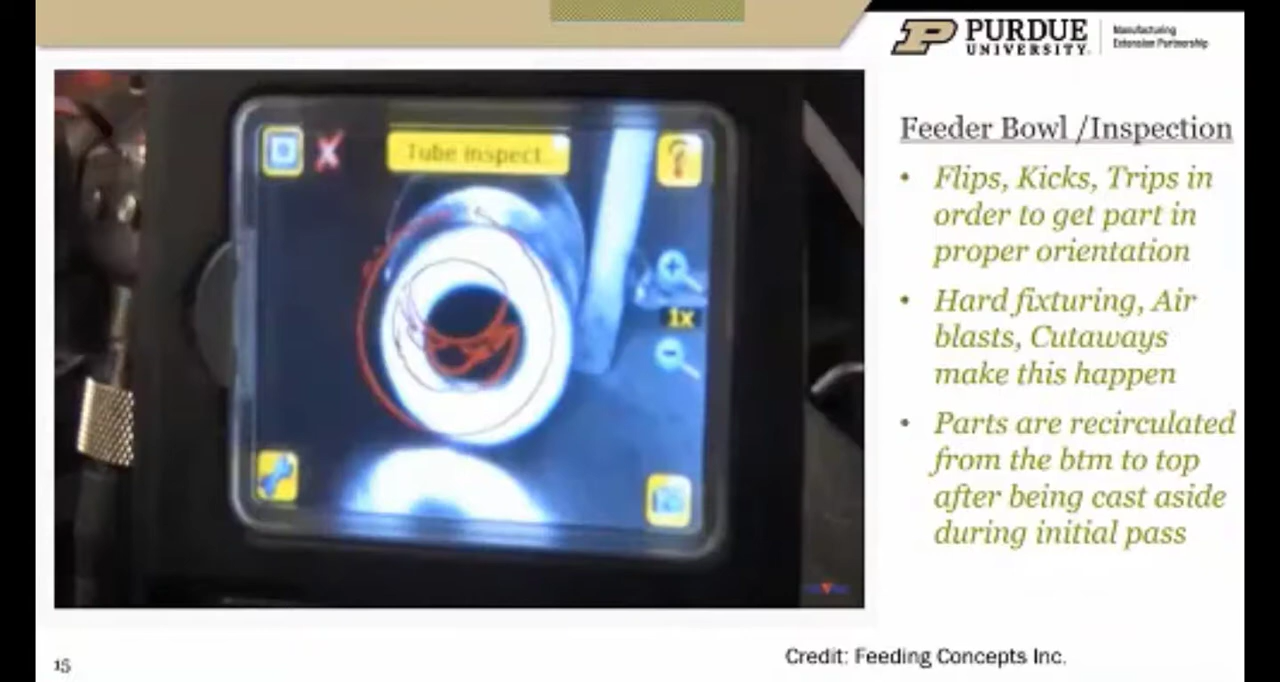 PURDUE
UNIVERSITY
Manufacturing
Extension Partnership
Tube Inspect
1x
Feeder Bowl /Inspection
• Flips, Kicks, Trips in
order to get part in
proper orientation
• Hard fixturing, Air
blasts, Cutaways
make this happen
• Parts are recirculated
from the btm to top
after being cast aside
during initial pass
15
Credit: Feeding Concepts Inc.